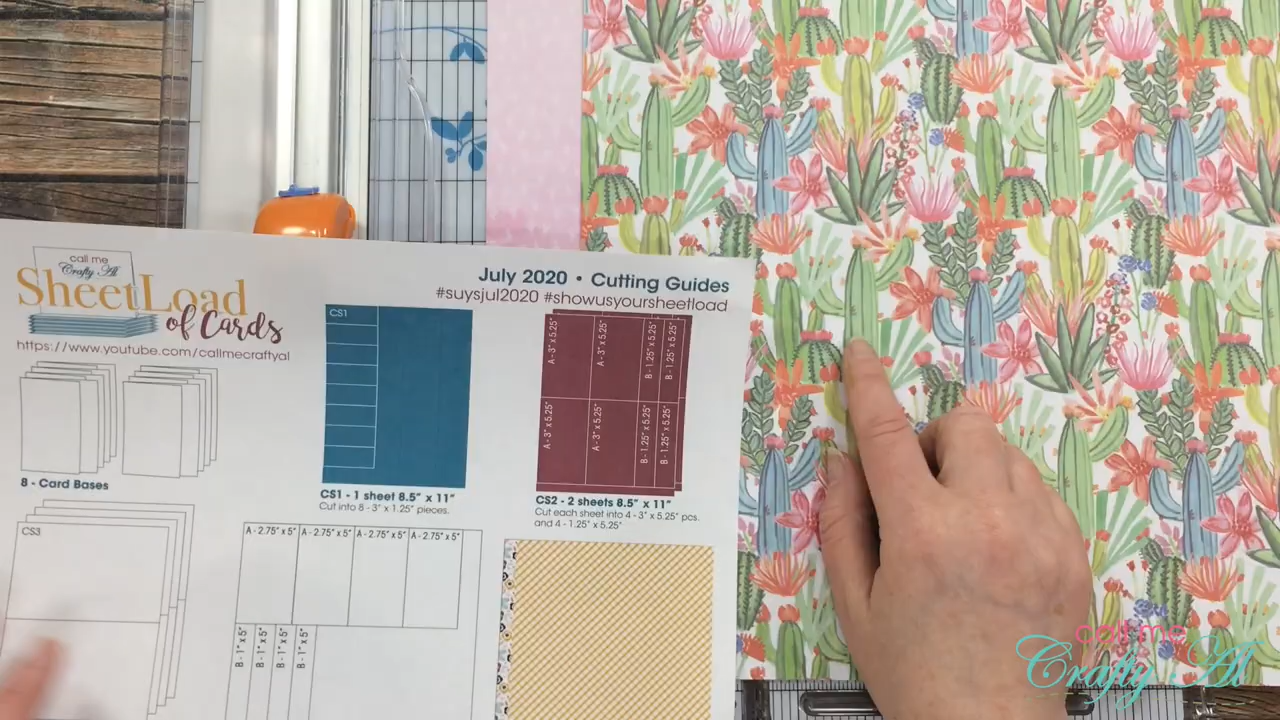 call me
Crafty Al
SheetLoad
of Cards
https://www.youtube.com/callmecraftyal
July 2020 • Cutting Guides
#suysjul2020 #showusyoursheetload
8 - Card Bases
CS1
CS1 - 1 sheet 8.5" x 11"
Cut into 8 - 3" x 1.25" pieces.
A - 3" x 5.25"
A - 3" x 5.25"
B - 1.25" x 5.25"
B - 1.25" x 5.25"
A - 3" x 5.25"
A - 3" x 5.25"
B - 1.25" x 5.25"
B - 1.25" x 5.25"
CS2 - 2 sheets 8.5" x 11"
Cut each sheet into 4 - 3" x 5.25" pcs.
and 4 - 1.25" x 5.25"
CS3
A - 2.75" x 5" A - 2.75" x 5" A - 2.75" x 5" A - 2.75" x 5"
B - 1" x 5"
B - 1" x 5"
B - 1" x 5"
B - 1" x 5"
call me
Crafty Al